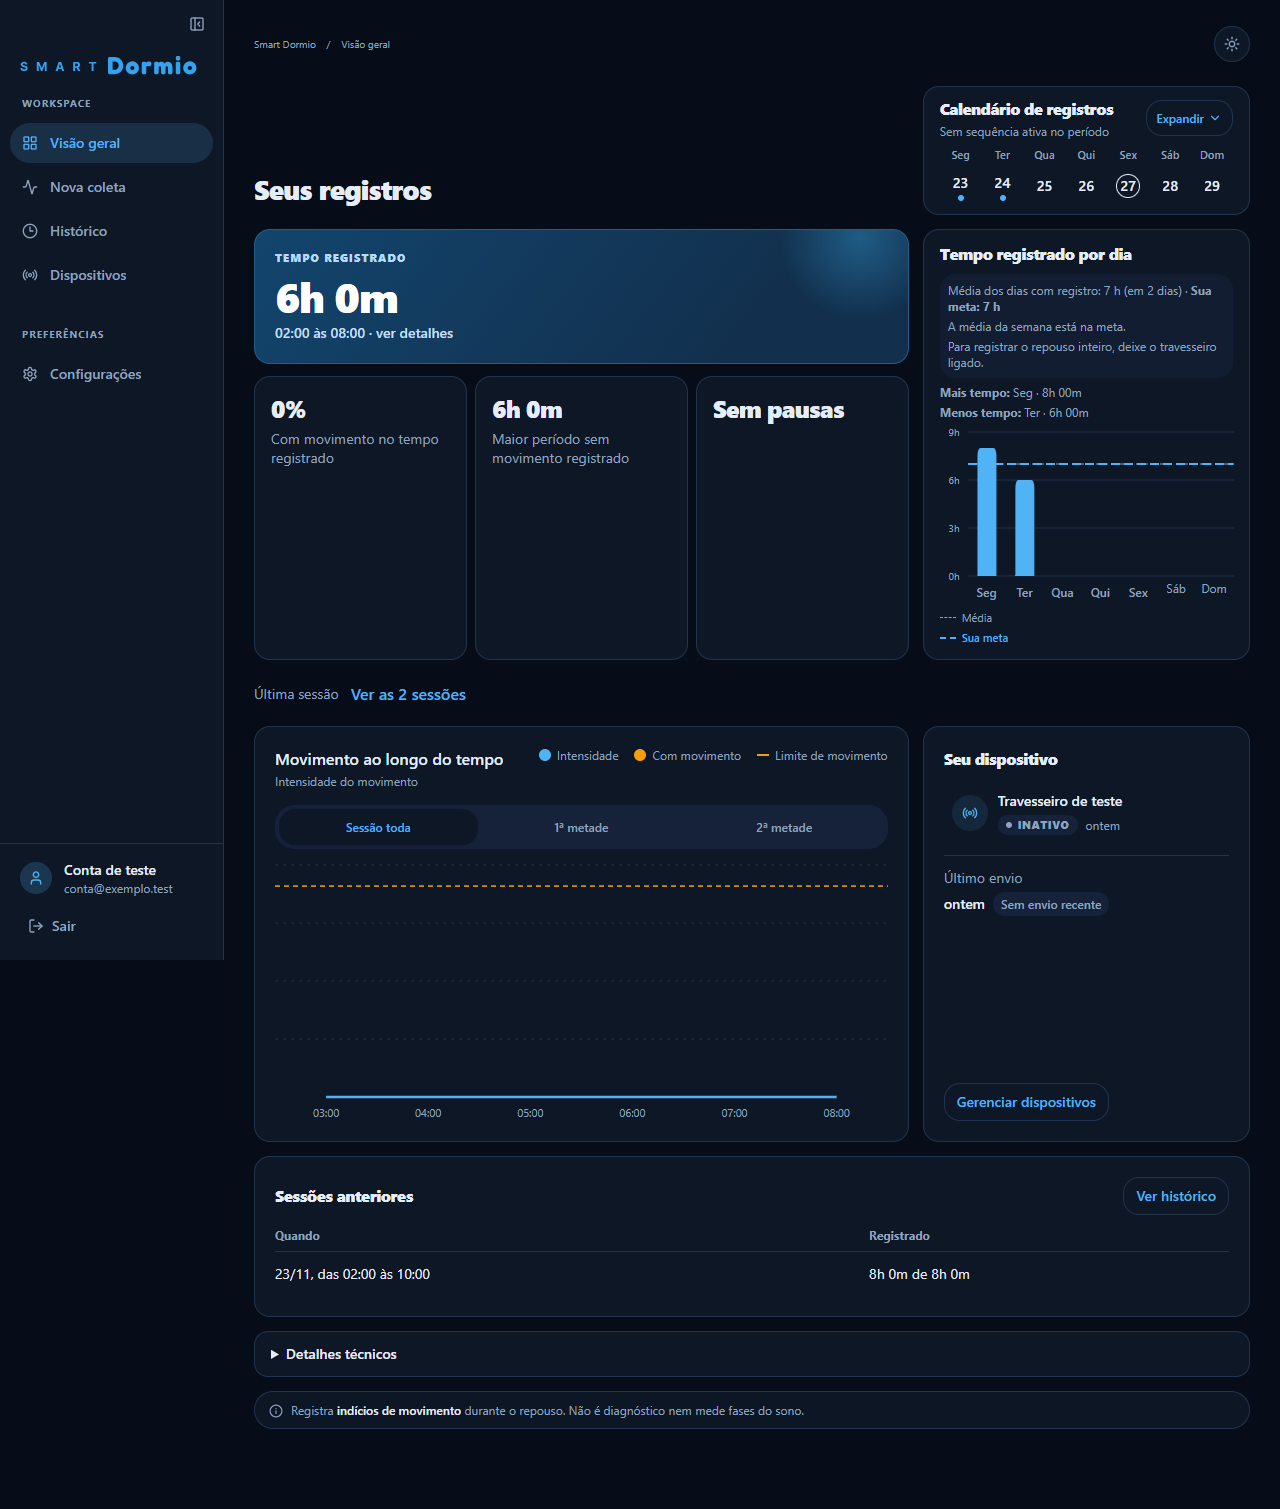 SMART Dormio
WORKSPACE
Visão geral
Nova coleta
Histórico
Dispositivos
PREFERÊNCIAS
Configurações
Conta de teste
conta@exemplo.test
Sair
Smart Dormio / Visão geral
Seus registros
Calendário de registros
Sem sequência ativa no período
Expandir
Seg Ter Qua Qui Sex Sáb Dom
23 24 25 26 27 28 29
TEMPO REGISTRADO
6h 0m
02:00 às 08:00 · ver detalhes
0%
Com movimento no tempo
registrado
6h 0m
Maior período sem
movimento registrado
Sem pausas
Tempo registrado por dia
Média dos dias com registro: 7 h (em 2 dias) · Sua
meta: 7 h
A média da semana está na meta.
Para registrar o repouso inteiro, deixe o travesseiro
ligado.
Mais tempo: Seg · 8h 00m
Menos tempo: Ter · 6h 00m
9h
6h
3h
0h
Seg Ter Qua Qui Sex Sáb Dom
Média
Sua meta
Última sessão Ver as 2 sessões
Movimento ao longo do tempo
Intensidade do movimento
Intensidade Com movimento Limite de movimento
Sessão toda 1ª metade 2ª metade
03:00 04:00 05:00 06:00 07:00 08:00
Seu dispositivo
Travesseiro de teste
INATIVO ontem
Último envio
ontem Sem envio recente
Gerenciar dispositivos
Sessões anteriores
Ver histórico
Quando Registrado
23/11, das 02:00 às 10:00 8h 0m de 8h 0m
Detalhes técnicos
Registra indícios de movimento durante o repouso. Não é diagnóstico nem mede fases do sono.